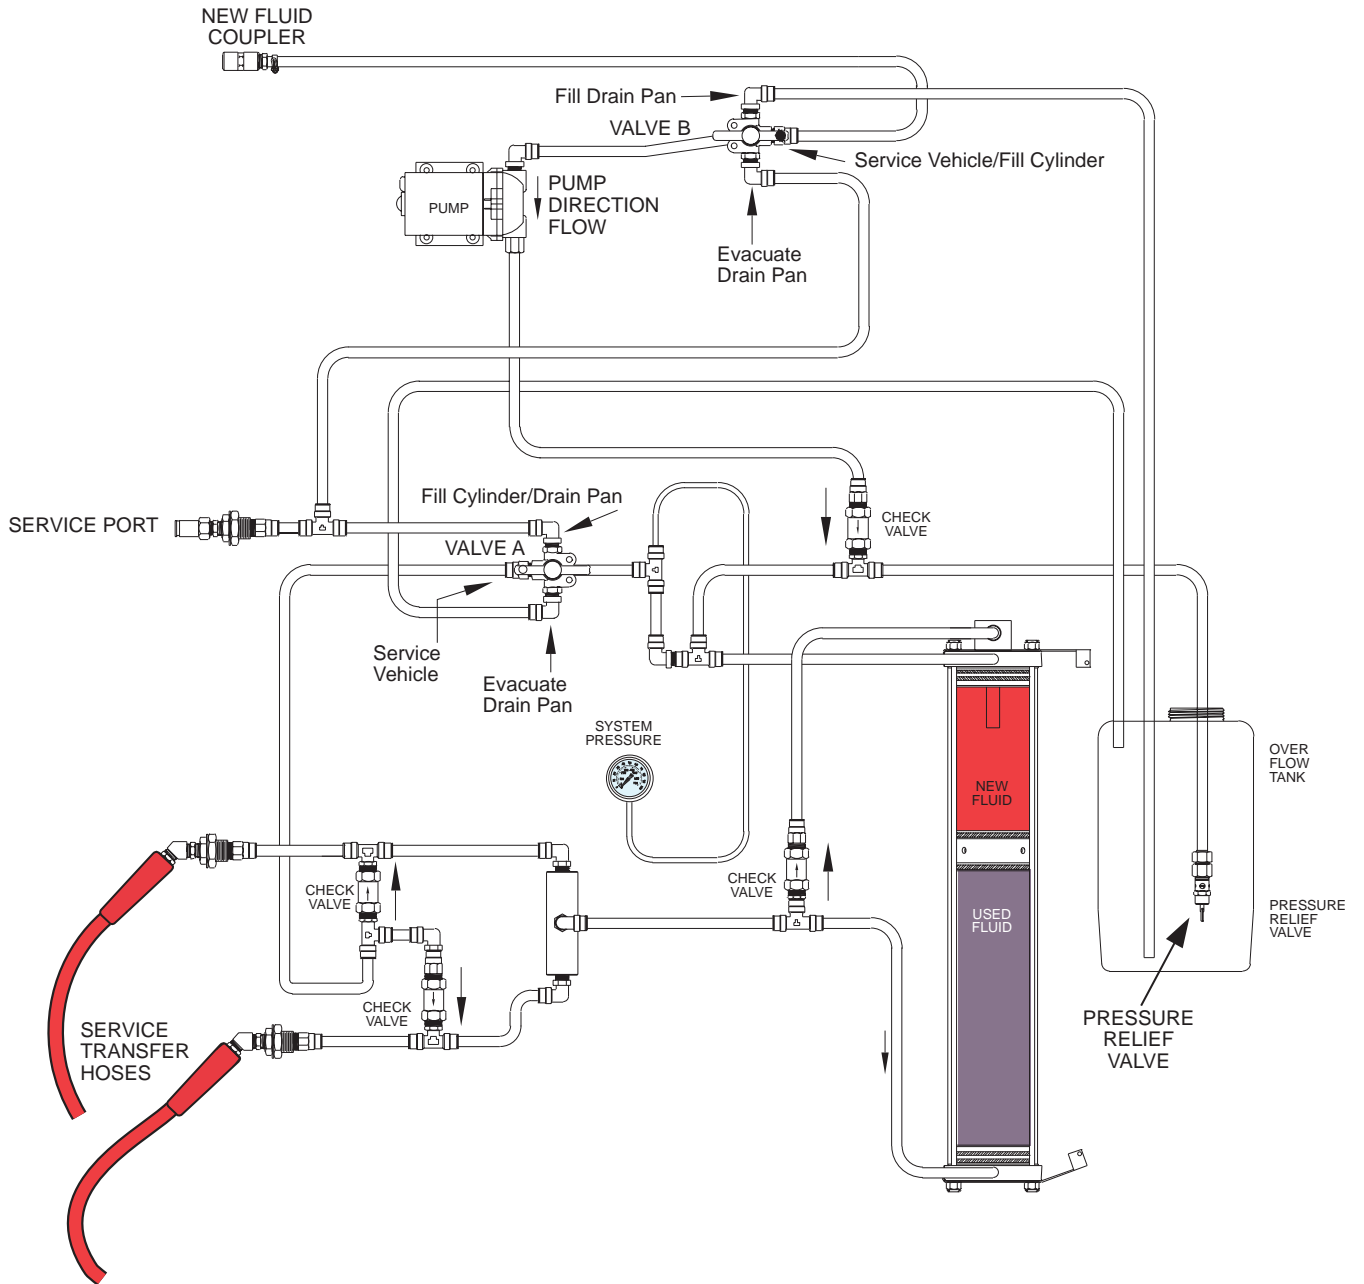 NEW FLUID
COUPLER
Fill Drain Pan
VALVE B
Service Vehicle/Fill Cylinder
PUMP
PUMP
DIRECTION
FLOW
Evacuate
Drain Pan
Fill Cylinder/Drain Pan
SERVICE PORT
VALVE A
CHECK
VALVE
Service
Vehicle
Evacuate
Drain Pan
SYSTEM
PRESSURE
OVER
FLOW
TANK
NEW
FLUID
CHECK
VALVE
CHECK
VALVE
USED
FLUID
PRESSURE
RELIEF
VALVE
CHECK
VALVE
SERVICE
TRANSFER
HOSES
PRESSURE
RELIEF
VALVE